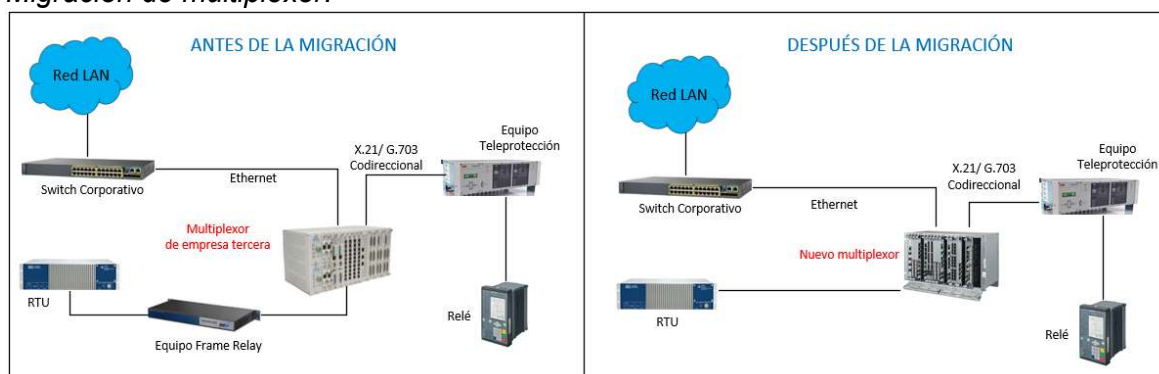 Migración de multiplexor.
ANTES DE LA MIGRACIÓN
Red LAN
Switch Corporativo
Ethernet
X.21/ G.703
Codireccional
Equipo
Teleprotección
Multiplexor
de empresa tercera
RTU
Equipo Frame Relay
Relé
DESPUÉS DE LA MIGRACIÓN
Red LAN
Switch Corporativo
Ethernet
X.21/ G.703
Codireccional
Equipo
Teleprotección
Nuevo multiplexor
RTU
Relé